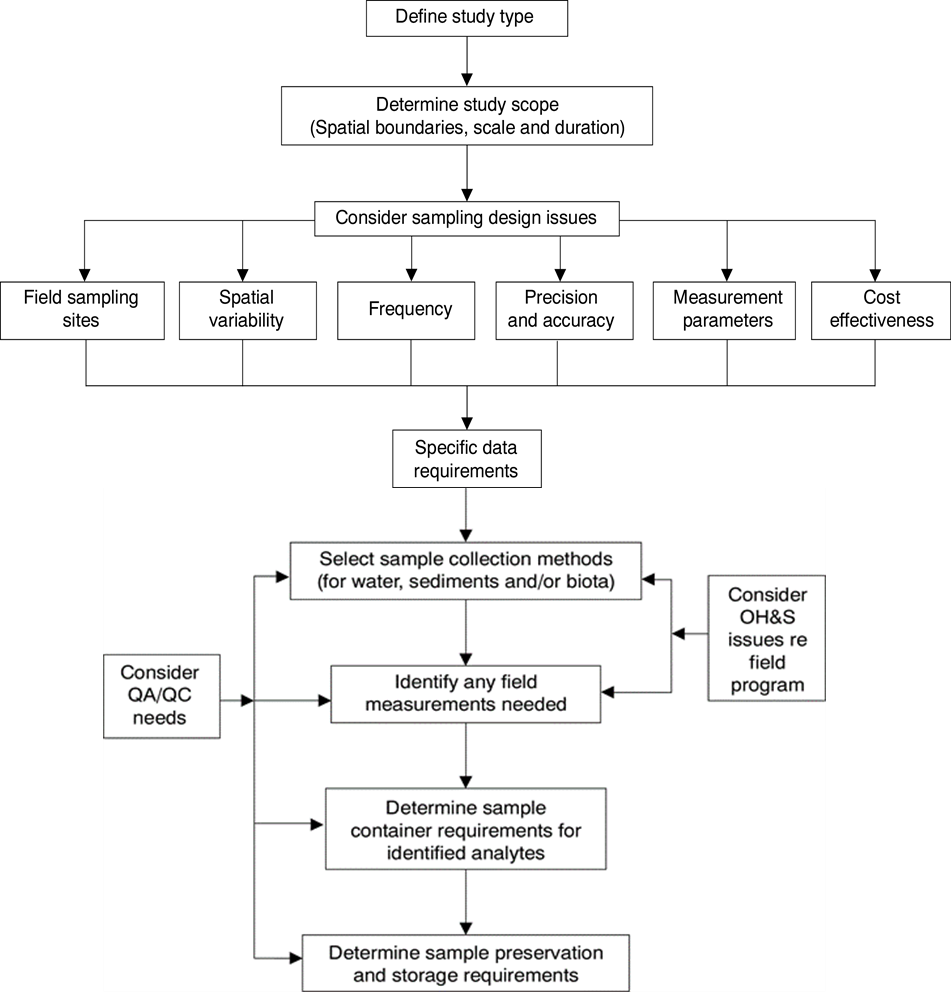 Define study type
Determine study scope
(Spatial boundaries, scale and duration)
Consider sampling design issues
Field sampling
sites
Spatial
variability
Frequency
Precision
and accuracy
Measurement
parameters
Cost
effectiveness
Specific data
requirements
Select sample collection methods
(for water, sediments and/or biota)
Consider
OH&S
issues re
field
program
Consider
QA/QC
needs
Identify any field
measurements needed
Determine sample
container requirements for
identified analytes
Determine sample preservation
and storage requirements